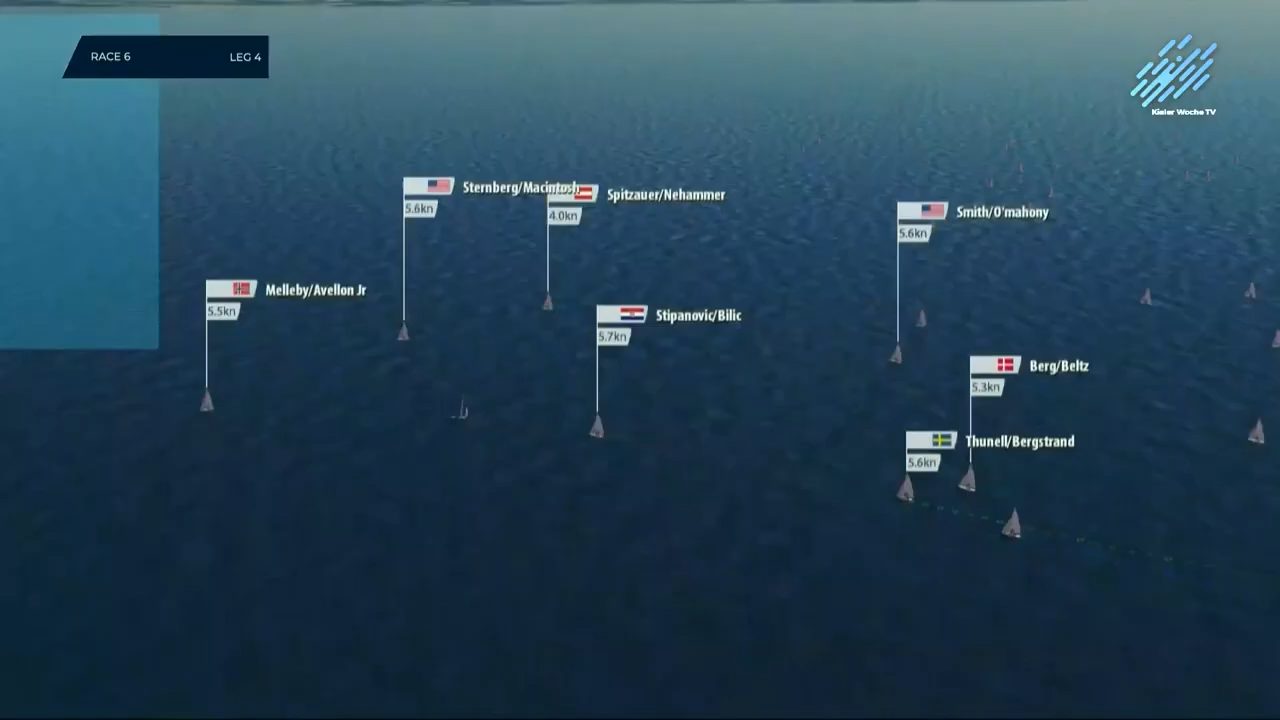 RACE 6 LEG 4
Kieler Woche TV
Sternberg/Macintosh
5.6kn
Spitzauer/Nehammer
4.0kn
Smith/O'mahony
5.6kn
Melleby/Avellon Jr
5.5kn
Stipanovic/Bilic
5.7kn
Berg/Beltz
5.3kn
Thunell/Bergstrand
5.6kn